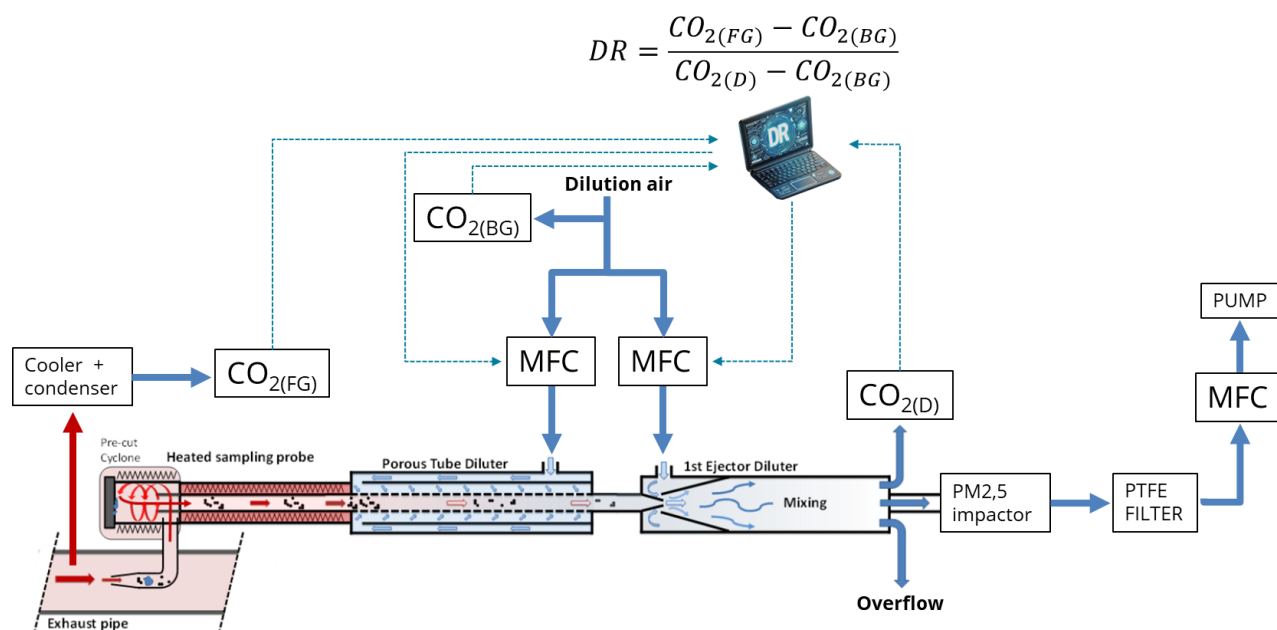 DR = (CO2(FG) − CO2(BG)) / (CO2(D) − CO2(BG))
DR
Dilution air
CO2(BG)
PUMP
Cooler +
condenser
CO2(FG)
MFC
MFC
CO2(D)
MFC
Pre-cut
Cyclone
Heated sampling probe
Porous Tube Diluter
1st Ejector Diluter
Mixing
PM2,5
impactor
PTFE
FILTER
Overflow
Exhaust pipe